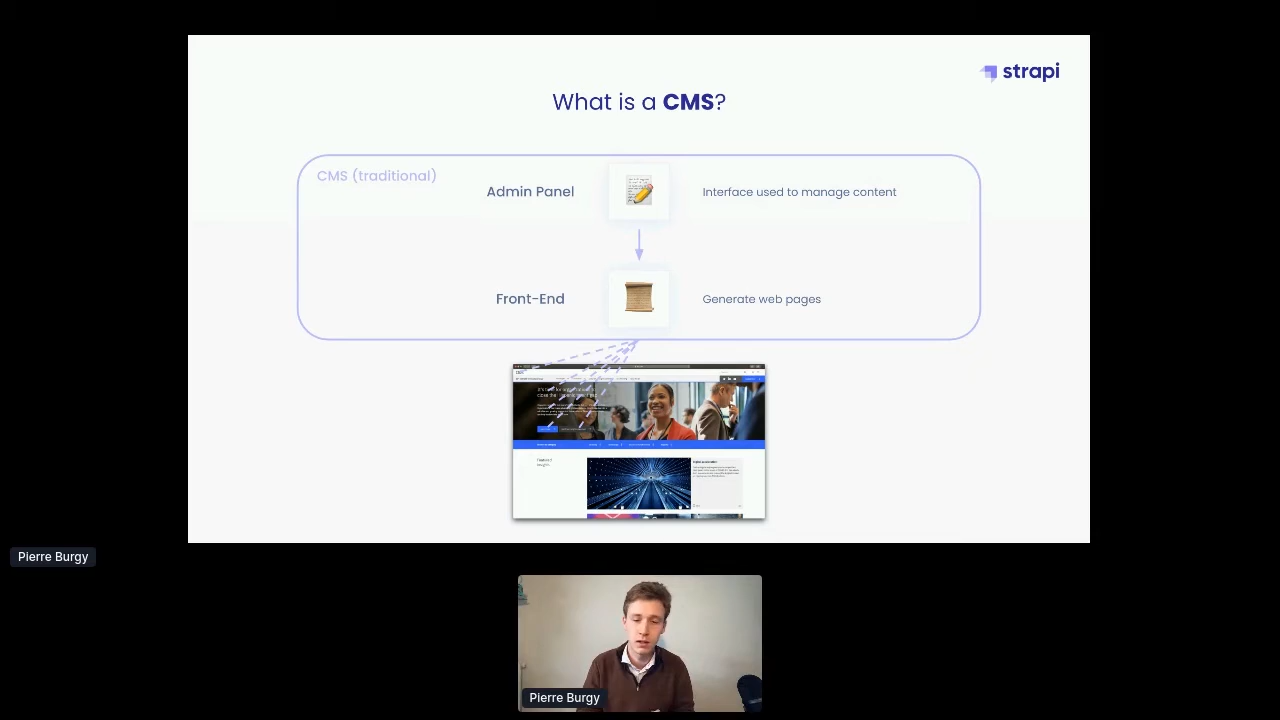 strapi
What is a CMS?
CMS (traditional)
Admin Panel
Interface used to manage content
Front-End
Generate web pages
Pierre Burgy
Pierre Burgy